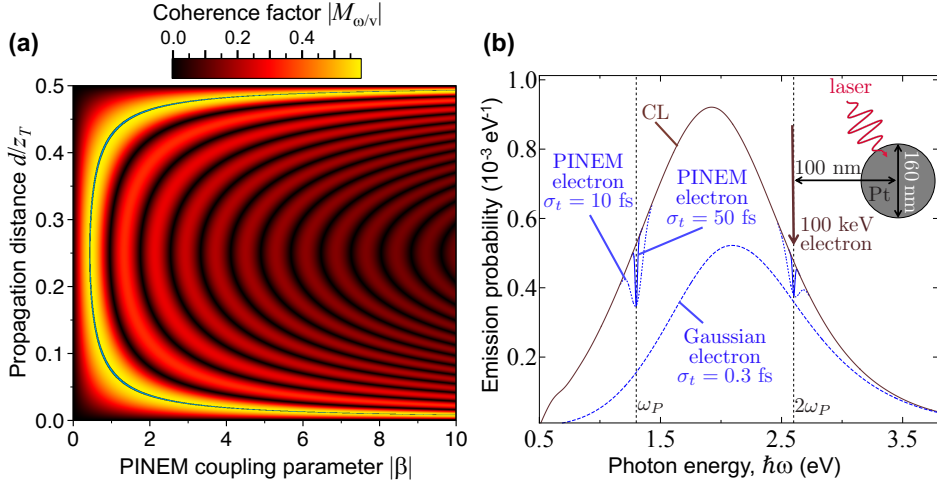 (a)
Coherence factor |M_{ω/v}|
0.0 0.2 0.4
Propagation distance d/z_T
0.5
0.4
0.3
0.2
0.1
0.0
0 2 4 6 8 10
PINEM coupling parameter |β|
(b)
Emission probability (10⁻³ eV⁻¹)
1.0
0.8
0.6
0.4
0.2
0.5 1.5 2.5 3.5
Photon energy, ℏω (eV)
CL
PINEM
electron
σ_t = 10 fs
PINEM
electron
σ_t = 50 fs
Gaussian
electron
σ_t = 0.3 fs
ω_P
2ω_P
laser
100 nm
Pt
160 nm
100 keV
electron